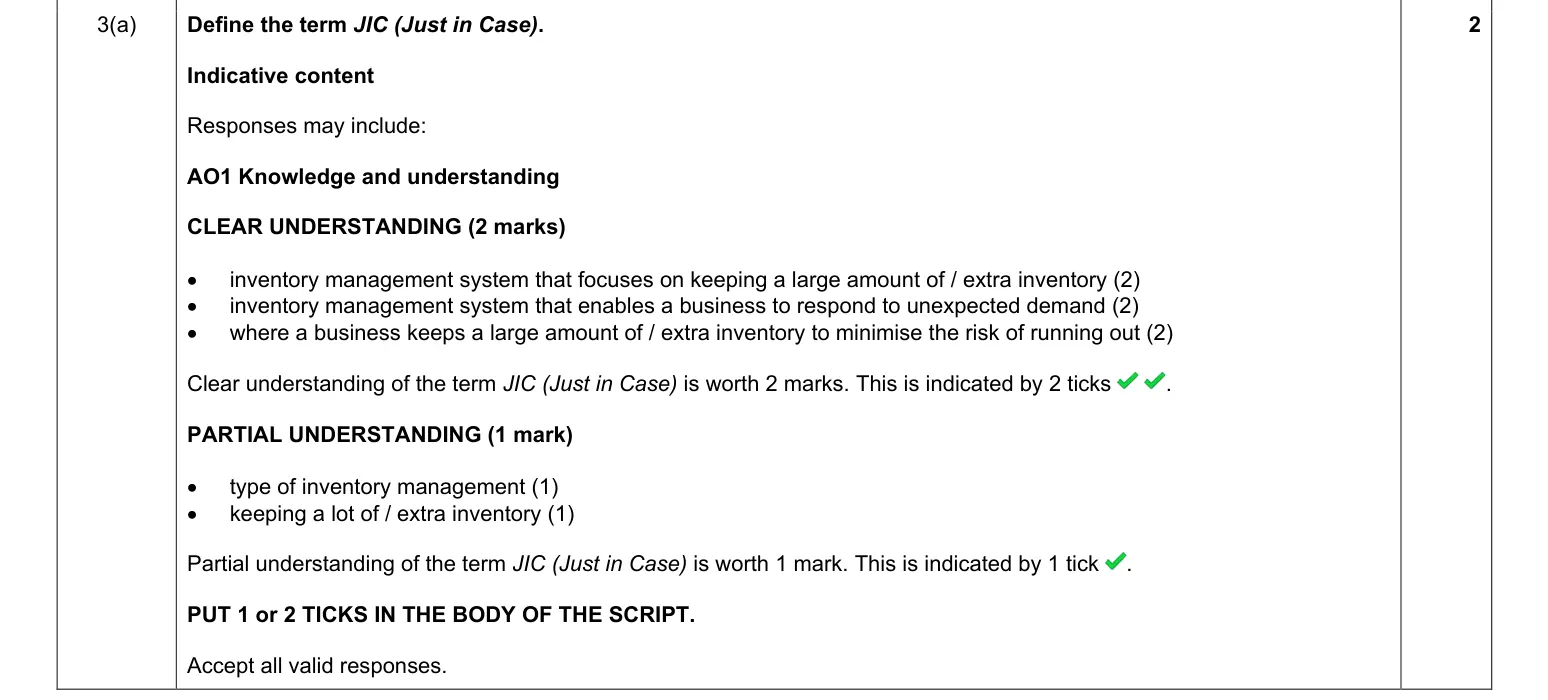 3(a) Define the term JIC (Just in Case). 2
Indicative content
Responses may include:
AO1 Knowledge and understanding
CLEAR UNDERSTANDING (2 marks)
• inventory management system that focuses on keeping a large amount of / extra inventory (2)
• inventory management system that enables a business to respond to unexpected demand (2)
• where a business keeps a large amount of / extra inventory to minimise the risk of running out (2)
Clear understanding of the term JIC (Just in Case) is worth 2 marks. This is indicated by 2 ticks ✓ ✓.
PARTIAL UNDERSTANDING (1 mark)
• type of inventory management (1)
• keeping a lot of / extra inventory (1)
Partial understanding of the term JIC (Just in Case) is worth 1 mark. This is indicated by 1 tick ✓.
PUT 1 or 2 TICKS IN THE BODY OF THE SCRIPT.
Accept all valid responses.